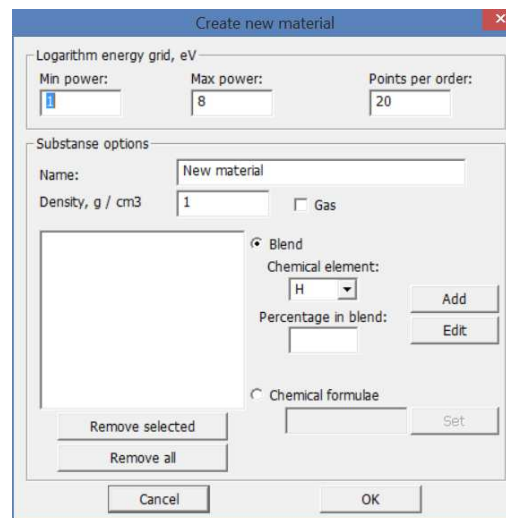 Create new material
Logarithm energy grid, eV
Min power: Max power: Points per order:
1 8 20
Substanse options
Name: New material
Density, g / cm3 1 Gas
Blend
Chemical element:
H
Add
Percentage in blend:
Edit
Chemical formulae
Set
Remove selected
Remove all
Cancel OK